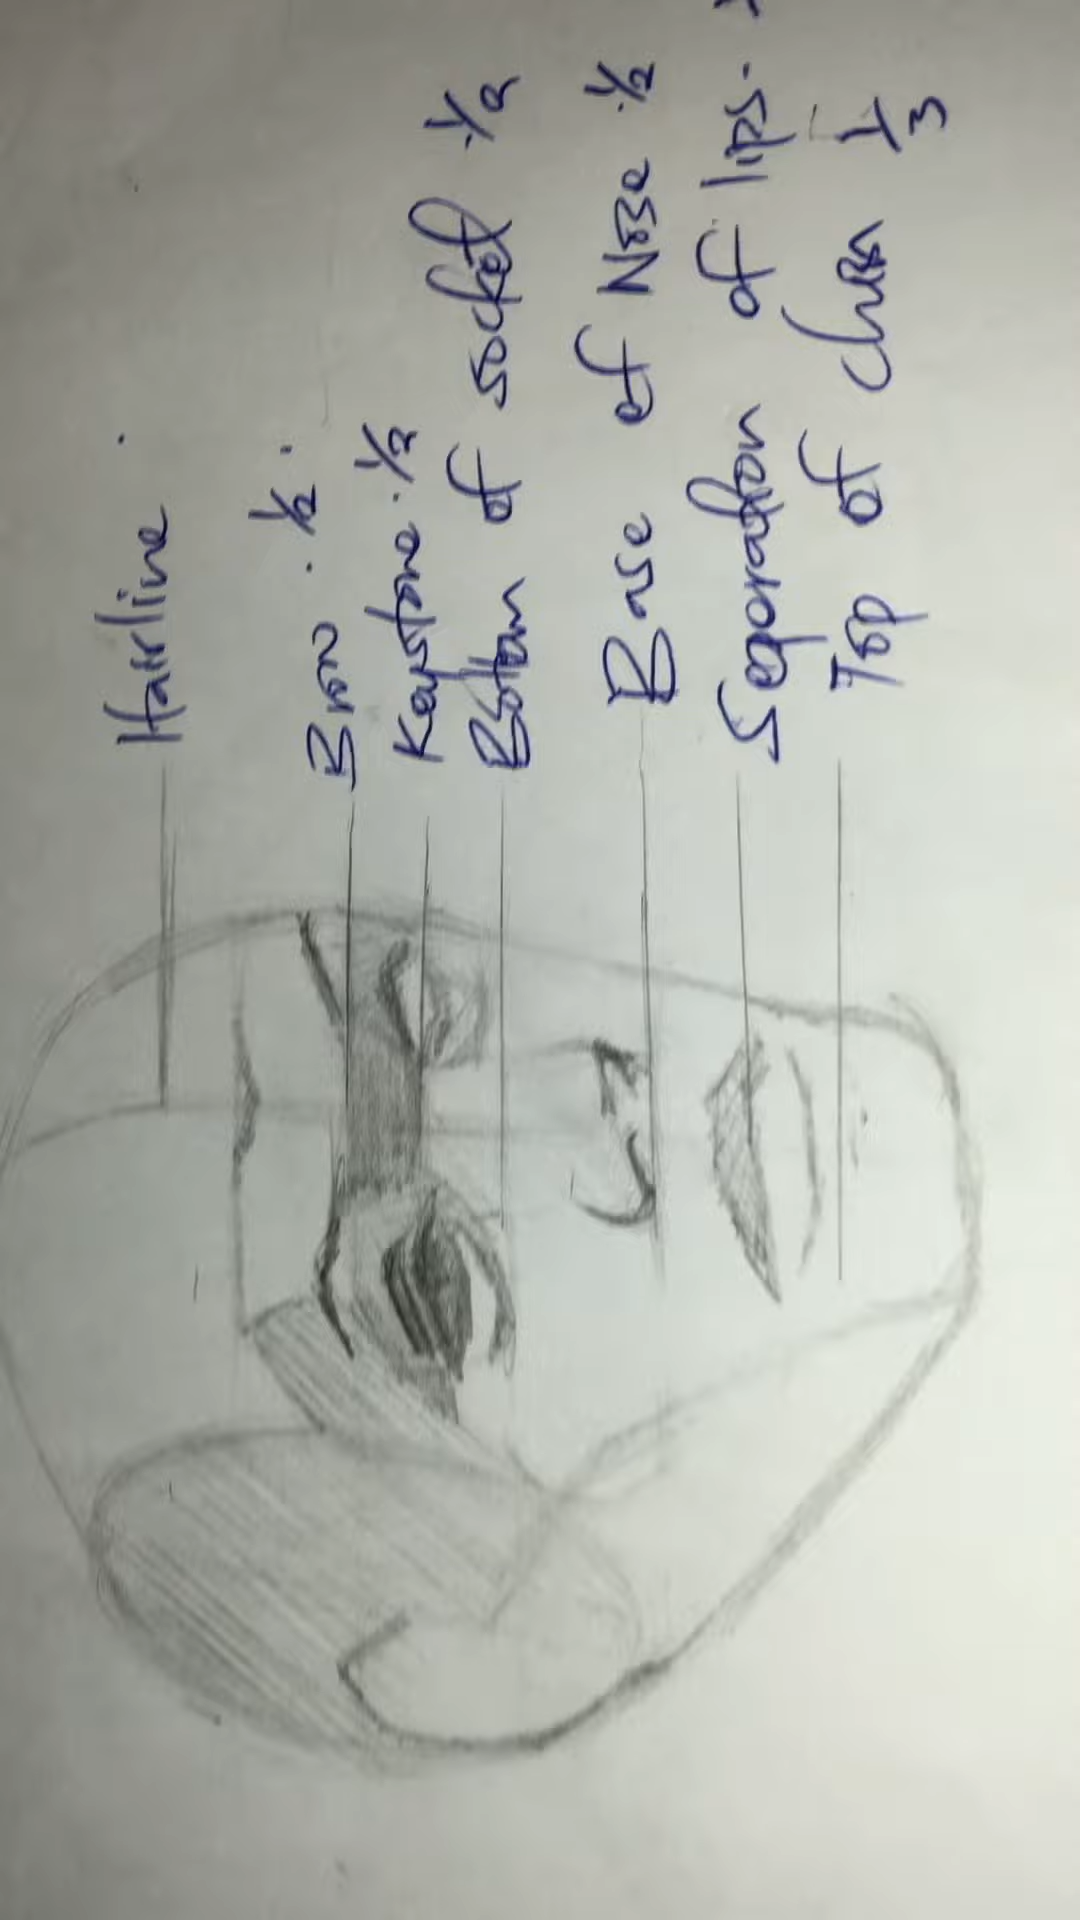 Hairline
Brow . ½ .
Keystone . ½
Bottom of socket . ½
Base of Nose . ½
Separation of lips .
Top of chin ⅓